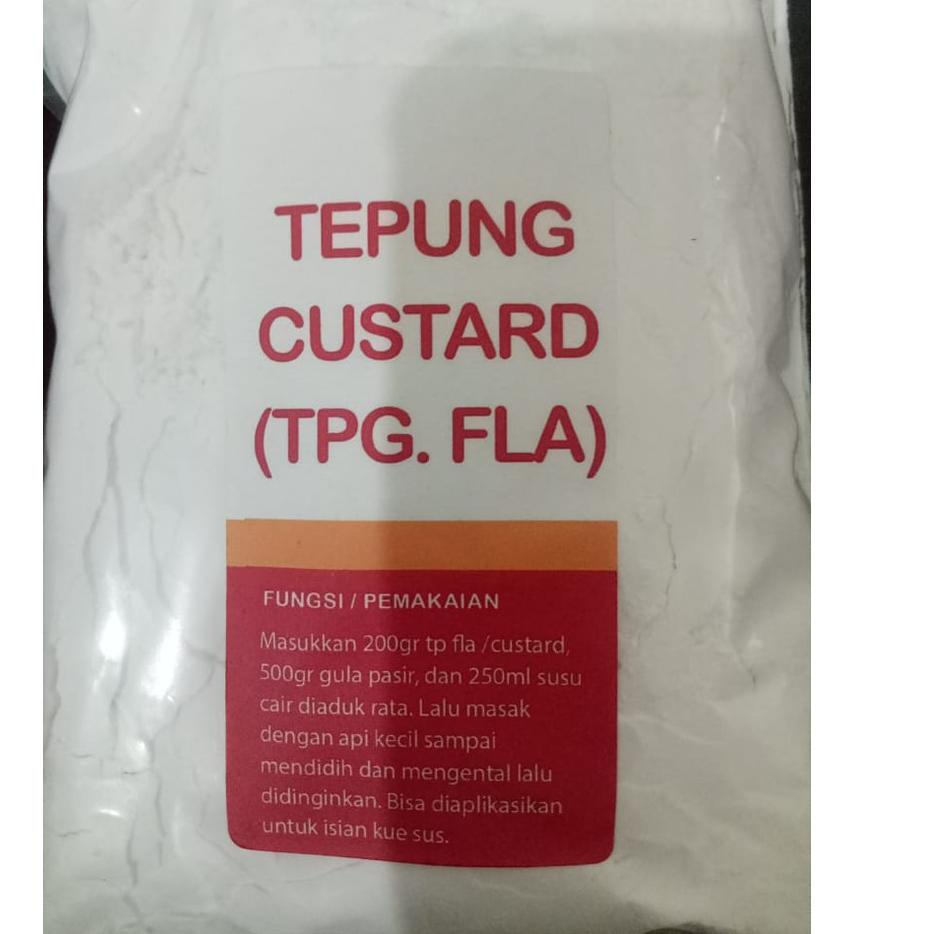 TEPUNG
CUSTARD
(TPG. FLA)
FUNGSI / PEMAKAIAN
Masukkan 200gr tp fla /custard,
500gr gula pasir, dan 250ml susu
cair diaduk rata. Lalu masak
dengan api kecil sampai
mendidih dan mengental lalu
didinginkan. Bisa diaplikasikan
untuk isian kue sus.